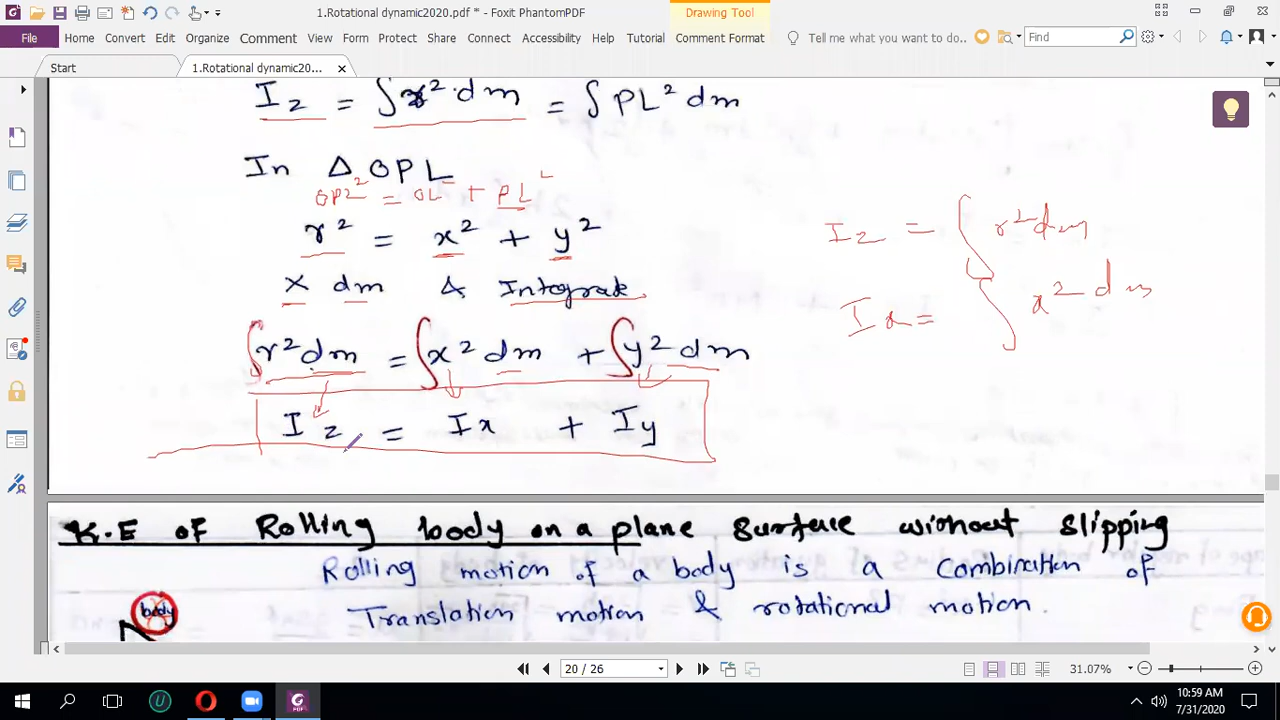 1.Rotational dynamic2020.pdf * - Foxit PhantomPDF
Drawing Tool
File Home Convert Edit Organize Comment View Form Protect Share Connect Accessibility Help Tutorial Comment Format Tell me what you want to do... Find
Start 1.Rotational dynamic20...
Iz = ∫r²·dm = ∫PL²dm
In ΔOPL
OPL² = OL² + PL²
r² = x² + y²
× dm & Integrate
∫r²dm = ∫x²dm + ∫y²dm
Iz = Ix + Iy
Iz = ∫r²dm
Ix = ∫x²dm
K.E of Rolling body on a plane Surface without Slipping
Rolling motion of a body is a Combination of
Translation motion & rotational motion.
body
20 / 26
31.07%
10:59 AM
7/31/2020